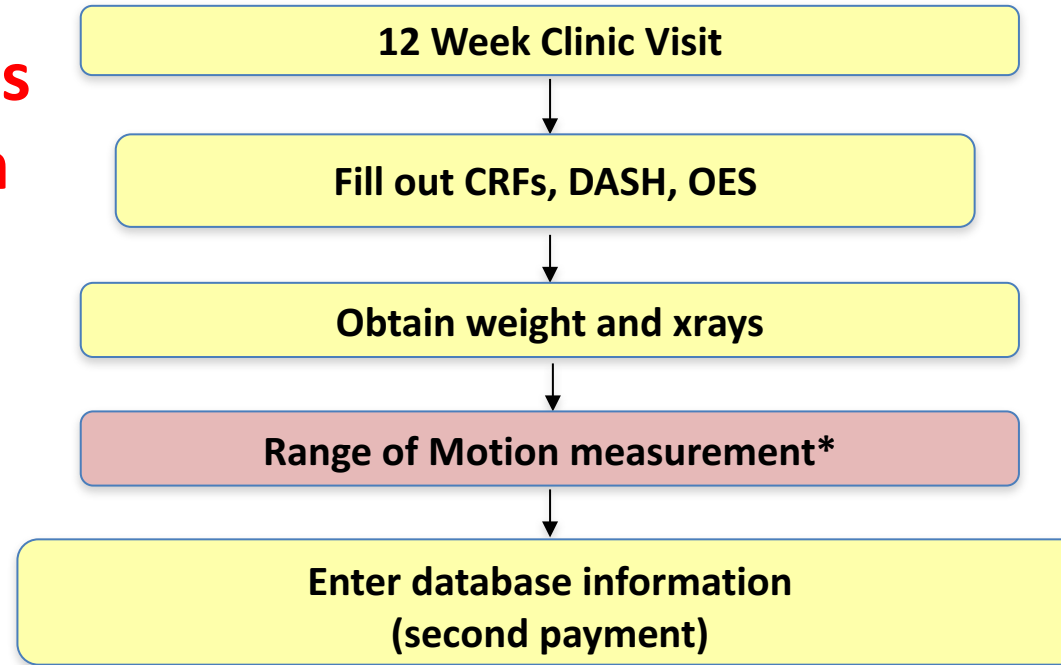 12 Week Clinic Visit
Fill out CRFs, DASH, OES
Obtain weight and xrays
Range of Motion measurement*
Enter database information
(second payment)